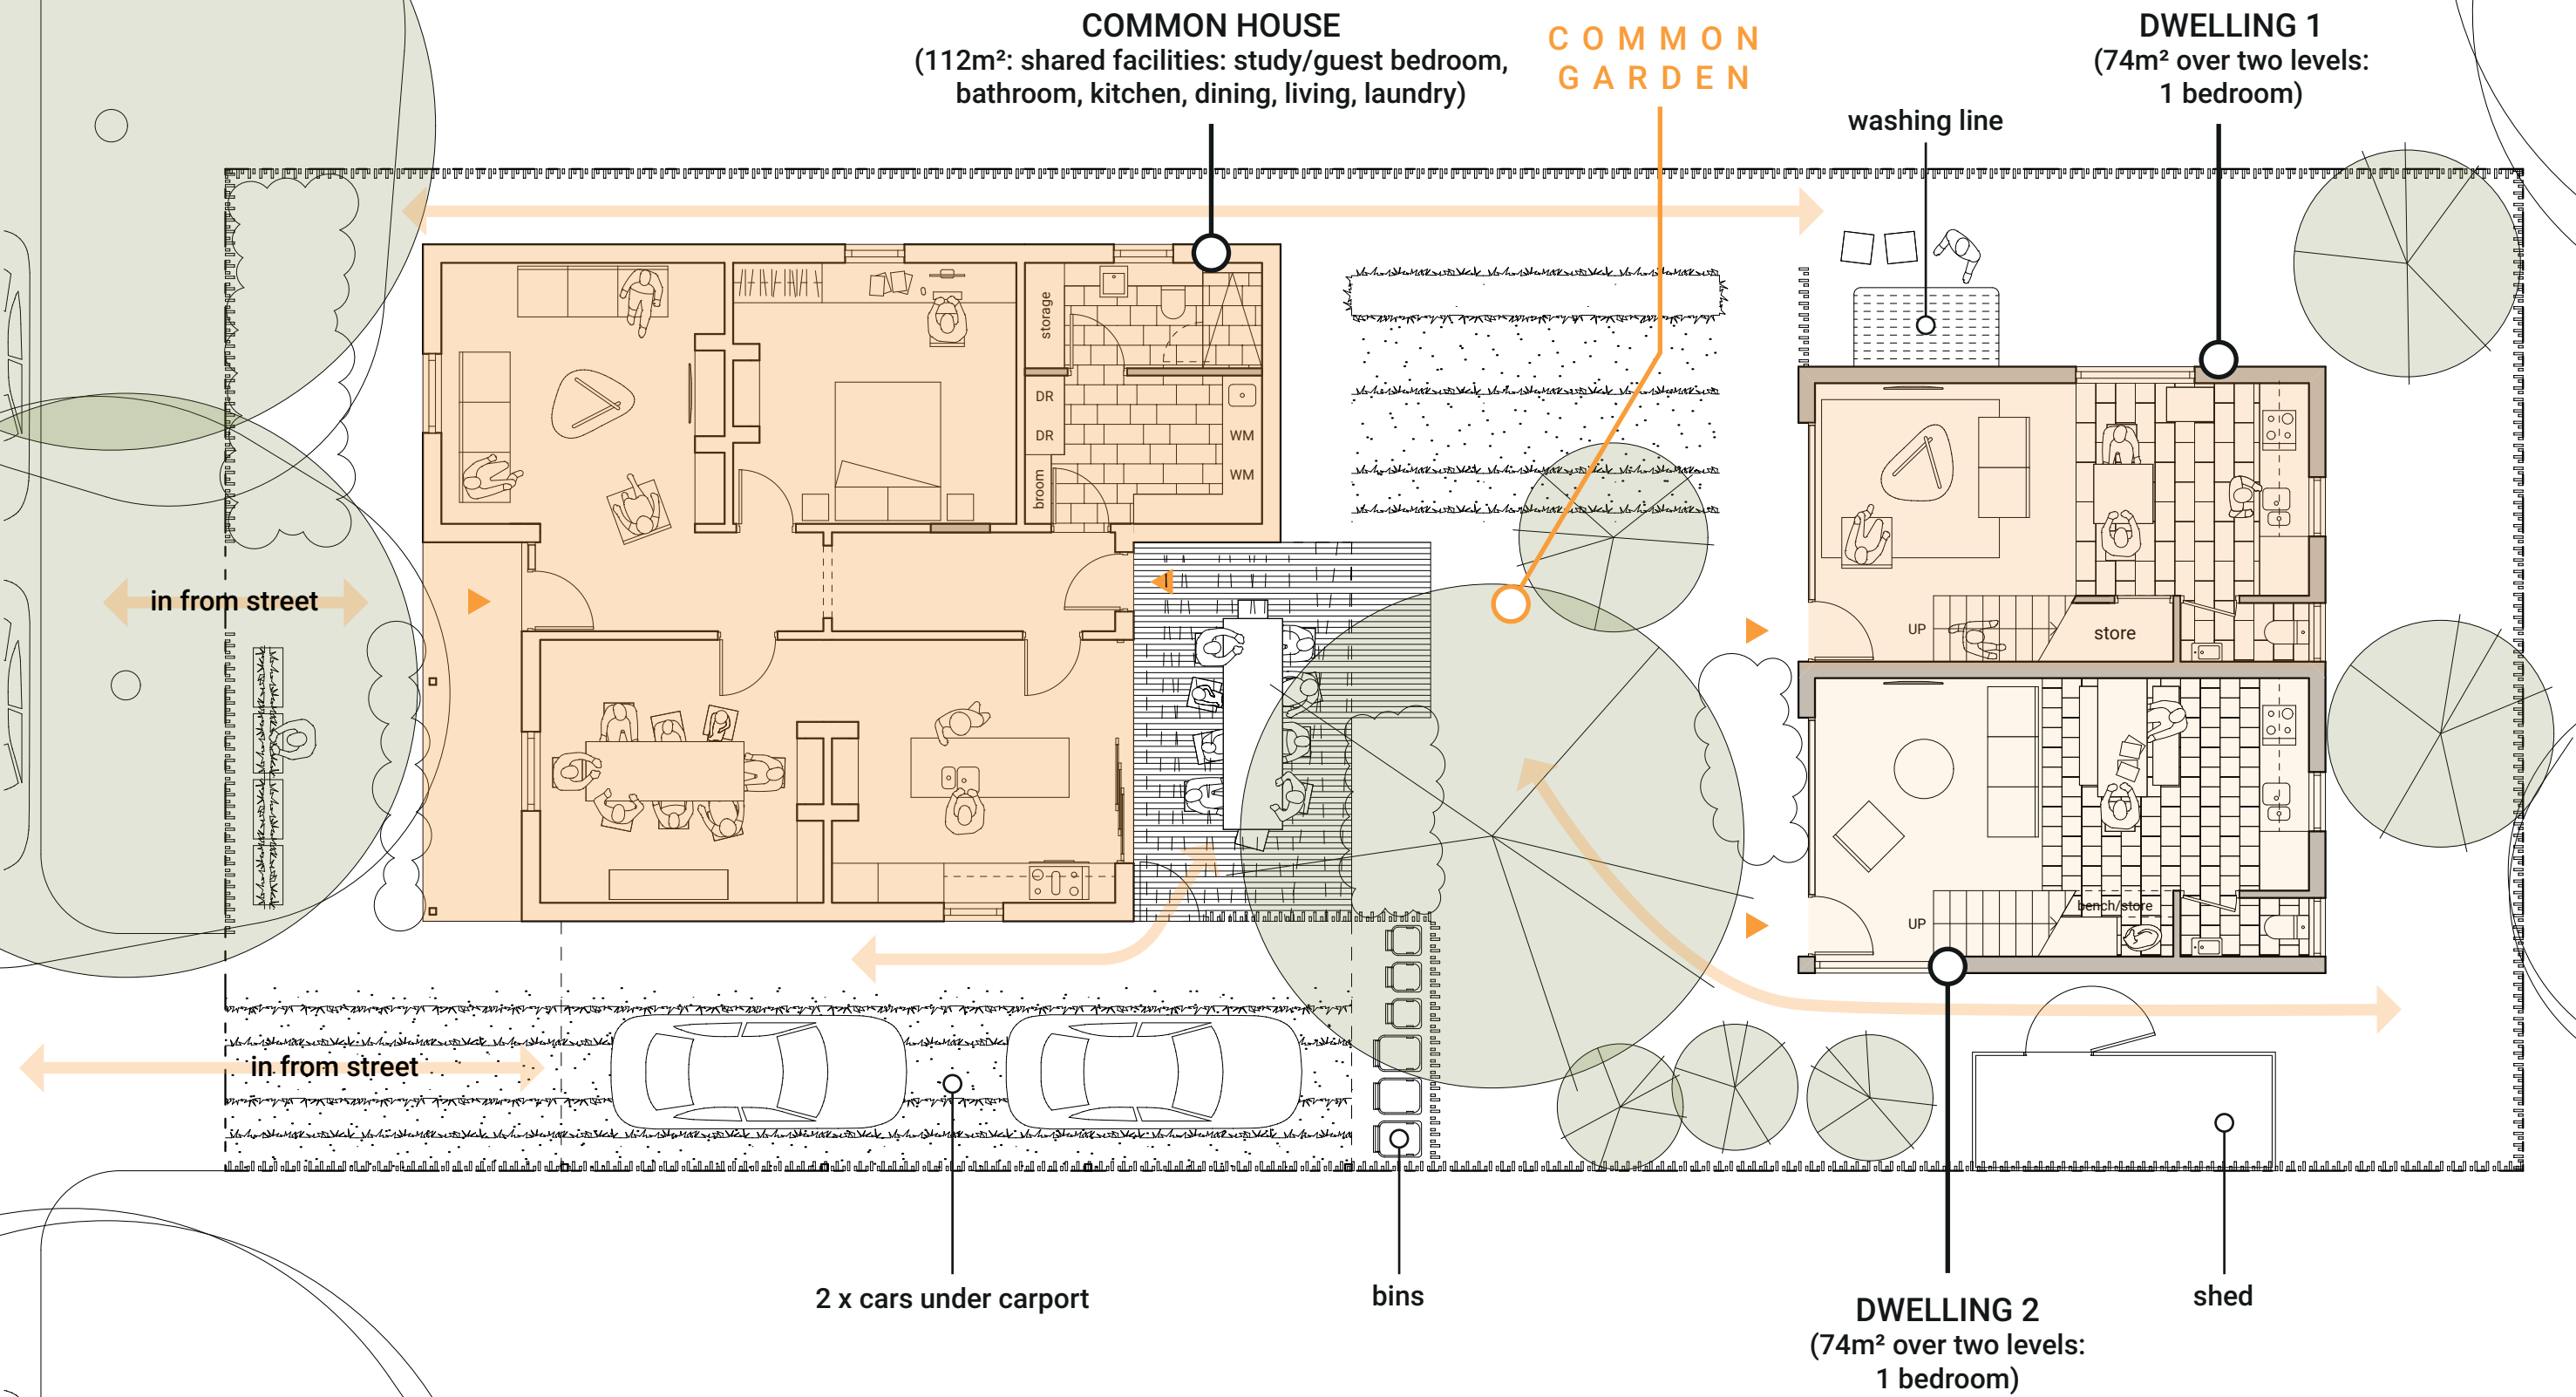 COMMON HOUSE
(112m²: shared facilities: study/guest bedroom,
bathroom, kitchen, dining, living, laundry)
COMMON
GARDEN
DWELLING 1
(74m² over two levels:
1 bedroom)
washing line
storage
DR
DR
broom
WM
WM
in from street
UP
store
UP
bench/store
in from street
2 x cars under carport
bins
DWELLING 2
(74m² over two levels:
1 bedroom)
shed